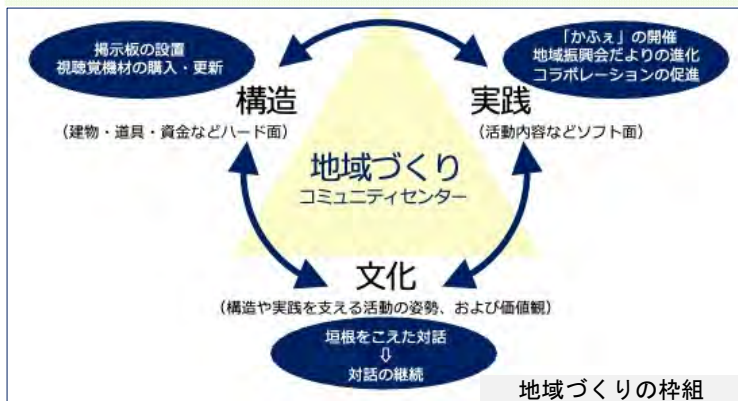 掲示板の設置
視聴覚機材の購入・更新
構造
（建物・道具・資金などハード面）
「かふぇ」の開催
地域振興会だよりの進化
コラボレーションの促進
実践
（活動内容などソフト面）
地域づくり
コミュニティセンター
文化
（構造や実践を支える活動の姿勢、および価値観）
垣根をこえた対話
⇩
対話の継続
地域づくりの枠組